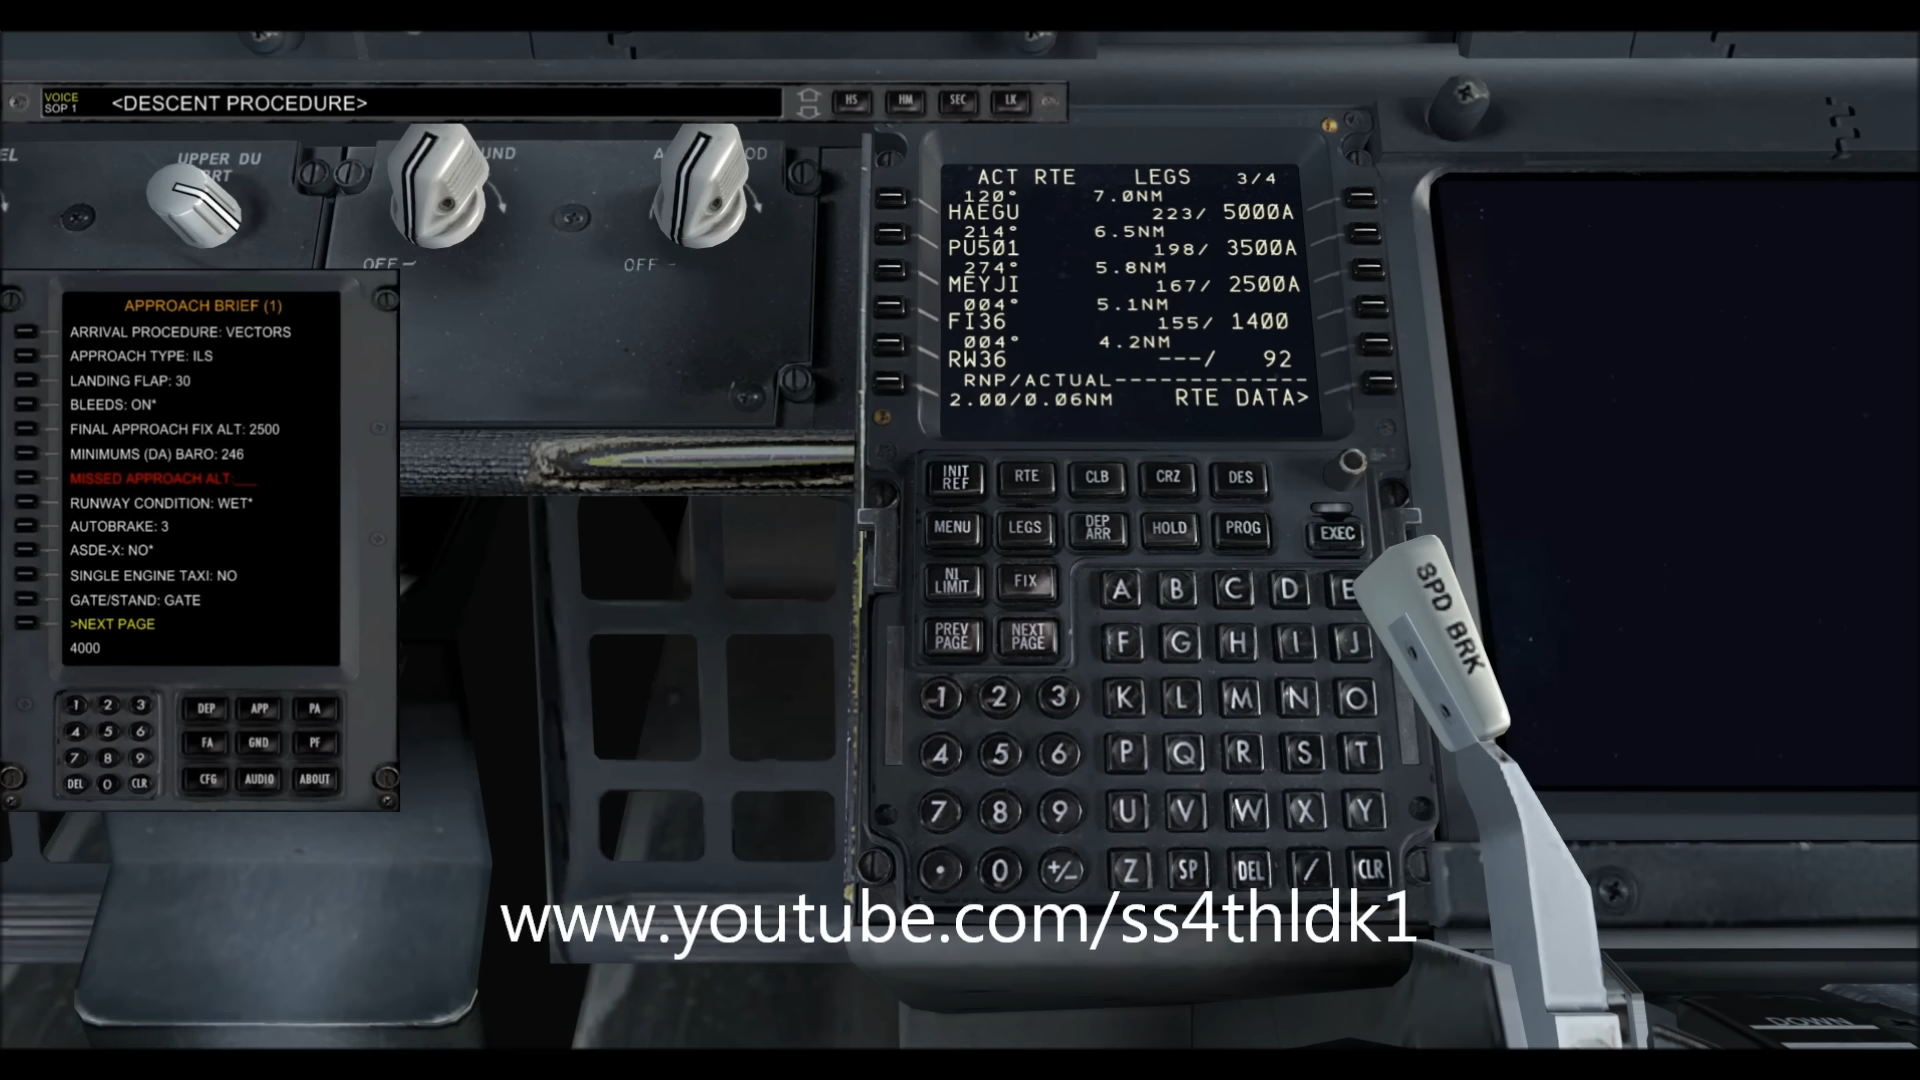 VOICE
SOP 1
<DESCENT PROCEDURE>
HS
HM
SEC
LK
EL
UPPER DU
BRT
UND
A
OD
OFF
OFF
APPROACH BRIEF (1)
ARRIVAL PROCEDURE: VECTORS
APPROACH TYPE: ILS
LANDING FLAP: 30
BLEEDS: ON*
FINAL APPROACH FIX ALT: 2500
MINIMUMS (DA) BARO: 246
MISSED APPROACH ALT:___
RUNWAY CONDITION: WET*
AUTOBRAKE: 3
ASDE-X: NO*
SINGLE ENGINE TAXI: NO
GATE/STAND: GATE
>NEXT PAGE
4000
1 2 3
4 5 6
7 8 9
DEL 0 CLR
DEP APP PA
FA GND PF
CFG AUDIO ABOUT
ACT RTE LEGS 3/4
120° 7.0NM
HAEGU 223/ 5000A
214° 6.5NM
PU501 198/ 3500A
274° 5.8NM
MEYJI 167/ 2500A
004° 5.1NM
FI36 155/ 1400
004° 4.2NM
RW36 ---/ 92
RNP/ACTUAL-------------
2.00/0.06NM RTE DATA>
INIT REF RTE CLB CRZ DES
MENU LEGS DEP ARR HOLD PROG EXEC
N1 LIMIT FIX
PREV PAGE NEXT PAGE
A B C D E
F G H I J
1 2 3 K L M N O
4 5 6 P Q R S T
7 8 9 U V W X Y
. 0 +/- Z SP DEL / CLR
SPD BRK
DOWN
www.youtube.com/ss4thldk1